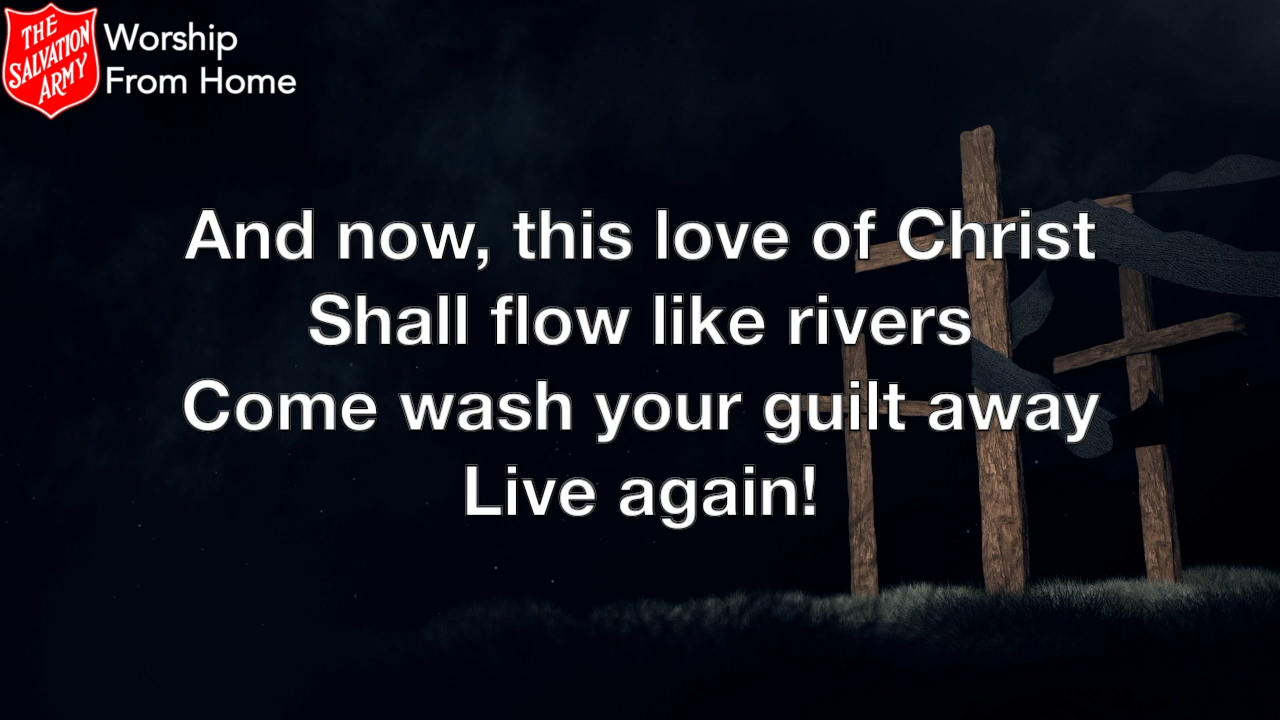 THE
SALVATION
ARMY
Worship
From Home
And now, this love of Christ
Shall flow like rivers
Come wash your guilt away
Live again!